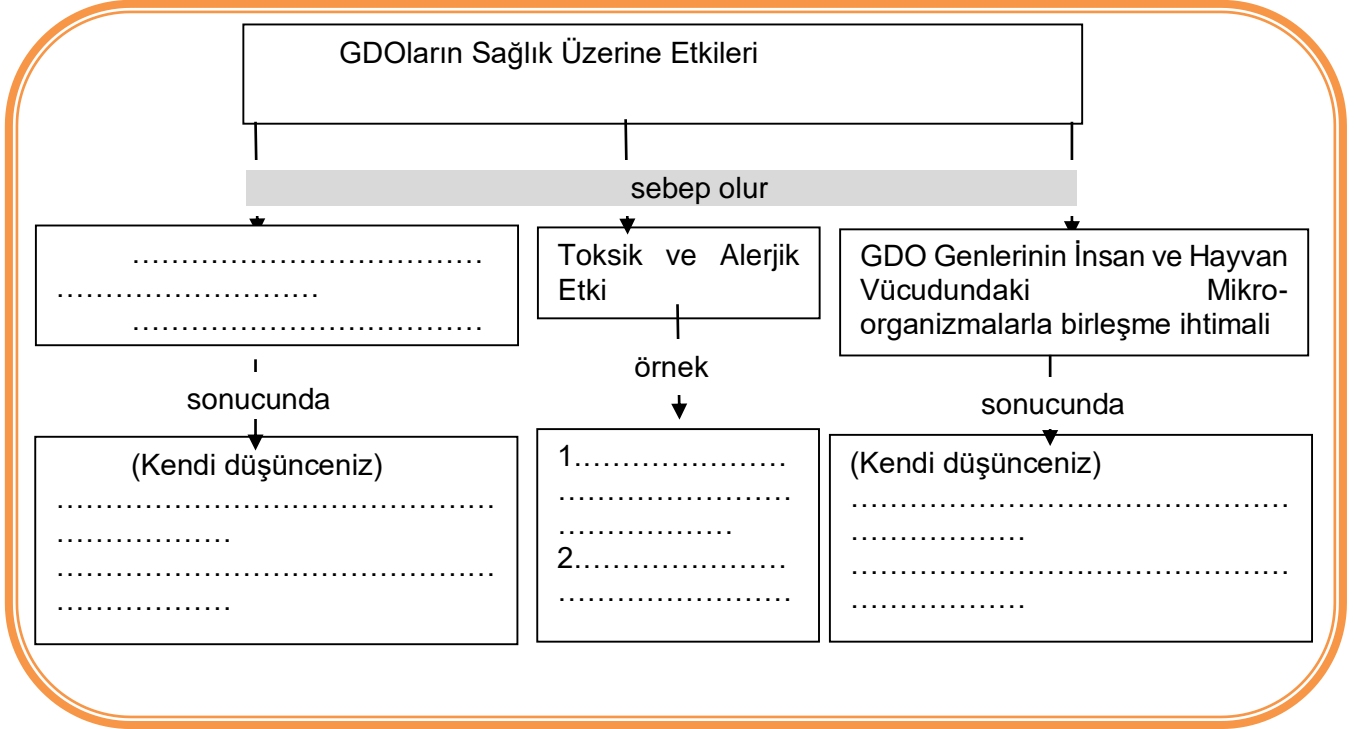 GDOların Sağlık Üzerine Etkileri
sebep olur
……………………………….
………………………
……………………………….
Toksik ve Alerjik
Etki
GDO Genlerinin İnsan ve Hayvan
Vücudundaki Mikro-
organizmalarla birleşme ihtimali
sonucunda
örnek
sonucunda
(Kendi düşünceniz)
………………………………………
………………
………………………………………
………………
1.…………………
……………………
………………
2.…………………
……………………
(Kendi düşünceniz)
………………………………………
………………
………………………………………
………………